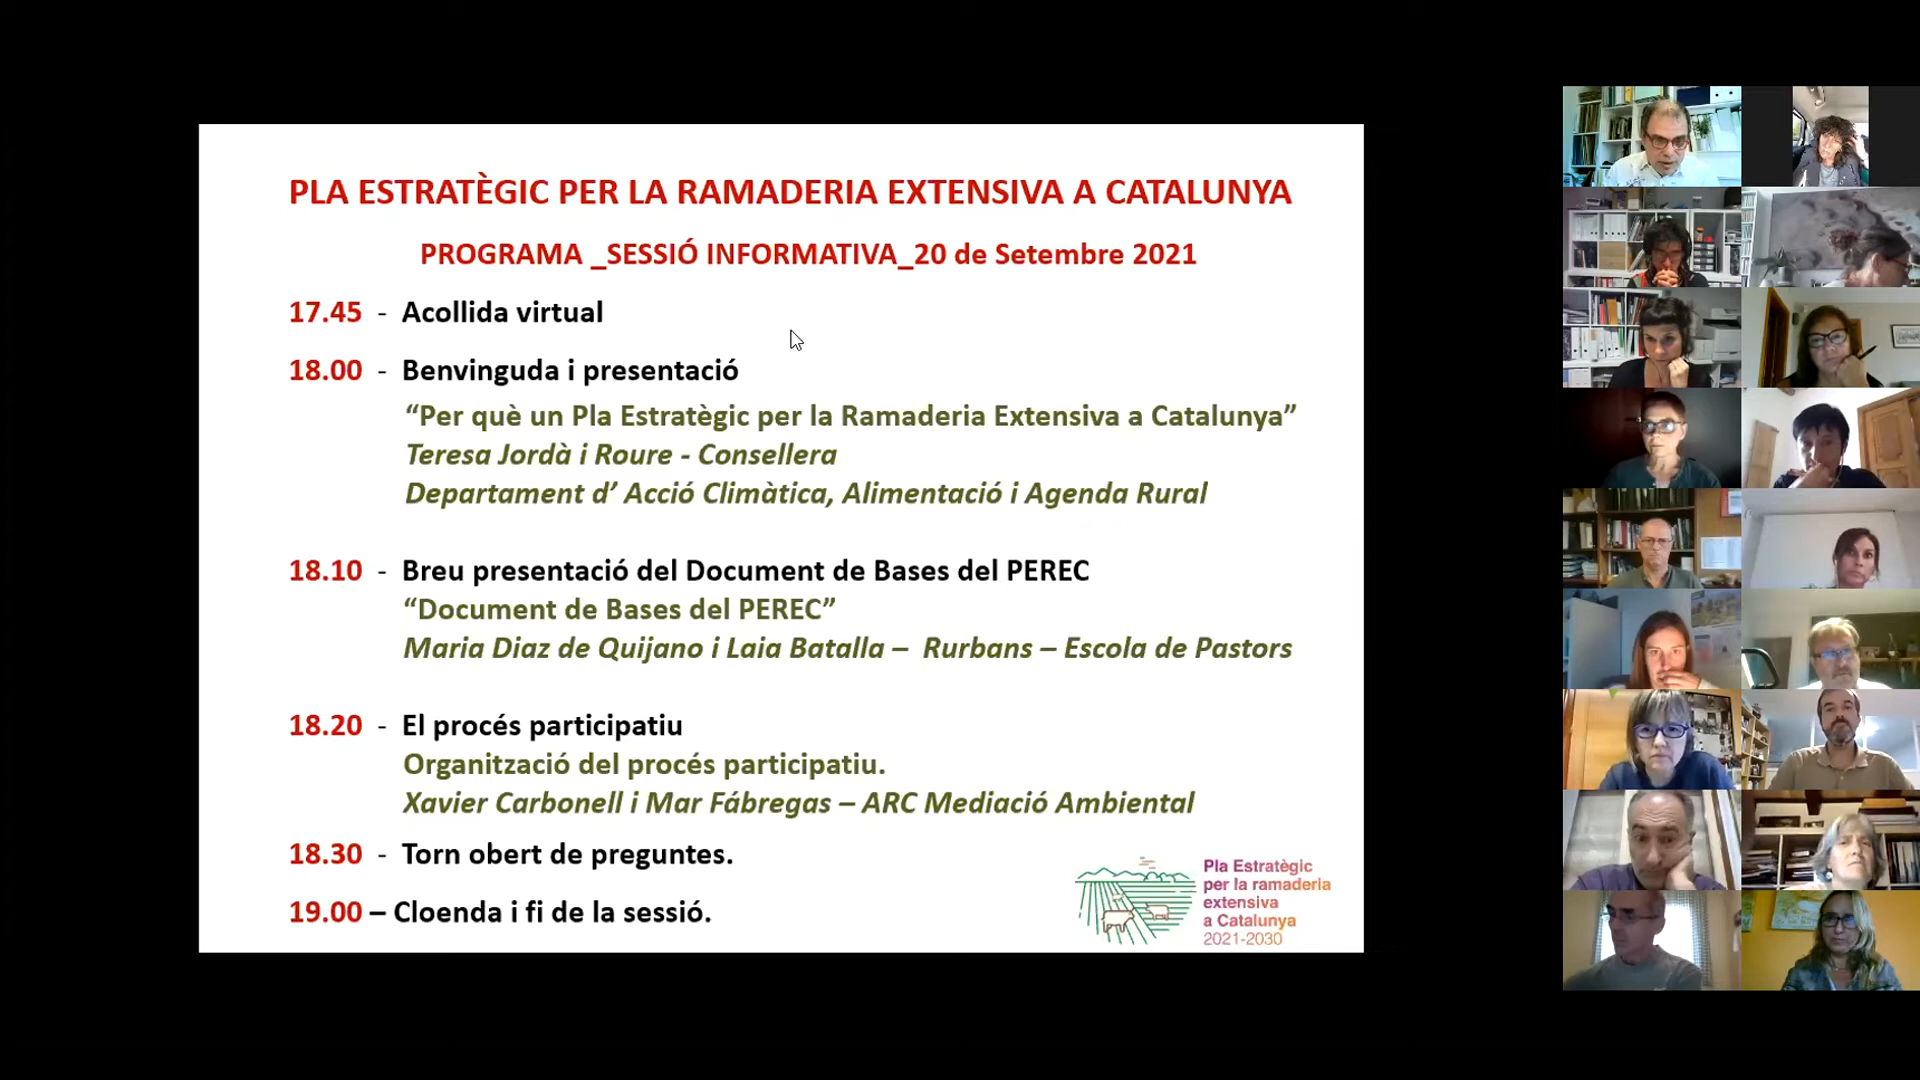 PLA ESTRATÈGIC PER LA RAMADERIA EXTENSIVA A CATALUNYA
PROGRAMA _SESSIÓ INFORMATIVA_20 de Setembre 2021
17.45 - Acollida virtual
18.00 - Benvinguda i presentació
“Per què un Pla Estratègic per la Ramaderia Extensiva a Catalunya”
Teresa Jordà i Roure - Consellera
Departament d’ Acció Climàtica, Alimentació i Agenda Rural
18.10 - Breu presentació del Document de Bases del PEREC
“Document de Bases del PEREC”
Maria Diaz de Quijano i Laia Batalla – Rurbans – Escola de Pastors
18.20 - El procés participatiu
Organització del procés participatiu.
Xavier Carbonell i Mar Fábregas – ARC Mediació Ambiental
18.30 - Torn obert de preguntes.
19.00 – Cloenda i fi de la sessió.
Pla Estratègic
per la ramaderia
extensiva
a Catalunya
2021-2030